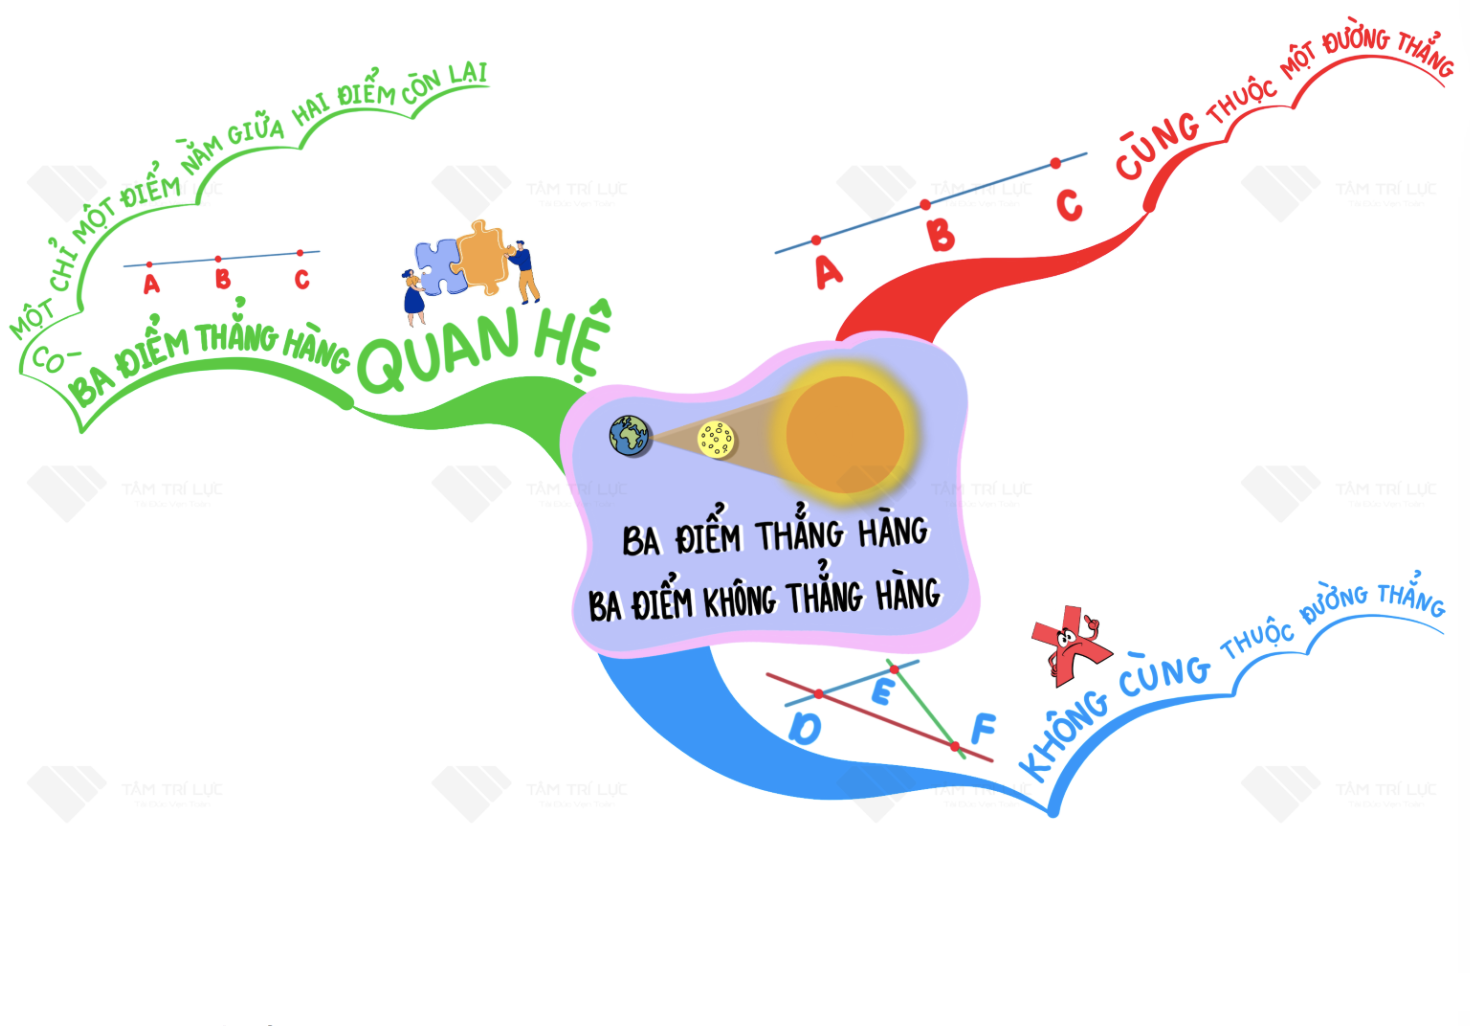 BA ĐIỂM THẲNG HÀNG
BA ĐIỂM KHÔNG THẲNG HÀNG
CÙNG THUỘC MỘT ĐƯỜNG THẲNG
A B C
KHÔNG CÙNG THUỘC ĐƯỜNG THẲNG
D E F
QUAN HỆ
BA ĐIỂM THẲNG HÀNG
CÓ MỘT CHỈ MỘT ĐIỂM NẰM GIỮA HAI ĐIỂM CÒN LẠI
A B C
TÂM TRÍ LỰC
TÂM TRÍ LỰC
TÂM TRÍ LỰC
TÂM TRÍ LỰC
TÂM TRÍ LỰC
TÂM TRÍ LỰC
TÂM TRÍ LỰC
TÂM TRÍ LỰC
TÂM TRÍ LỰC
TÂM TRÍ LỰC
TÂM TRÍ LỰC
TÂM TRÍ LỰC